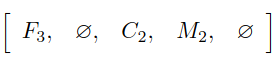 [ F₃, ∅, C₂, M₂, ∅ ]